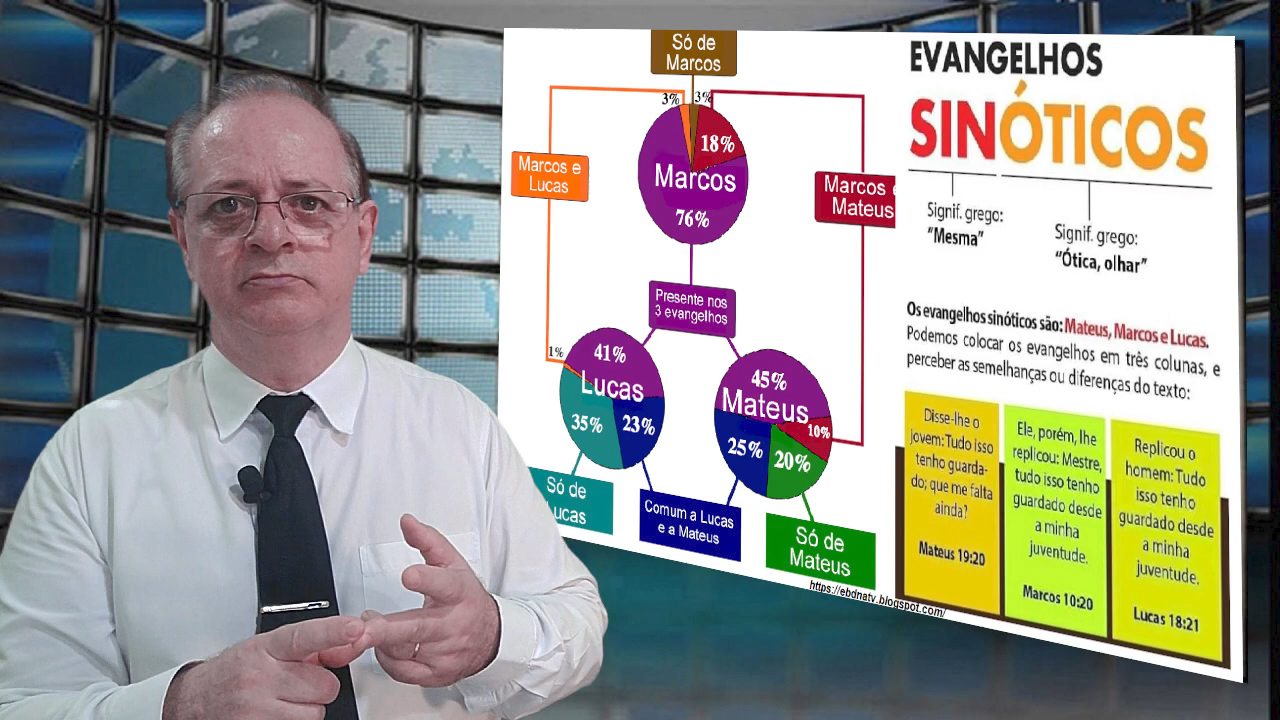 Só de
Marcos
3%
3%
18%
Marcos
76%
Marcos e
Lucas
Marcos e
Mateus
Presente nos
3 evangelhos
1%
41%
Lucas
35%
23%
45%
Mateus
10%
25%
20%
Só de
Lucas
Comum a Lucas
e a Mateus
Só de
Mateus
https://ebdnatv.blogspot.com/
EVANGELHOS
SINÓTICOS
Signif. grego:
"Mesma"
Signif. grego:
"Ótica, olhar"
Os evangelhos sinóticos são: Mateus, Marcos e Lucas.
Podemos colocar os evangelhos em três colunas, e
perceber as semelhanças ou diferenças do texto:
Disse-lhe o
jovem: Tudo isso
tenho guarda-
do; que me falta
ainda?
Mateus 19:20
Ele, porém, lhe
replicou: Mestre,
tudo isso tenho
guardado desde
a minha
juventude.
Marcos 10:20
Replicou o
homem: Tudo
isso tenho
guardado desde
a minha
juventude.
Lucas 18:21